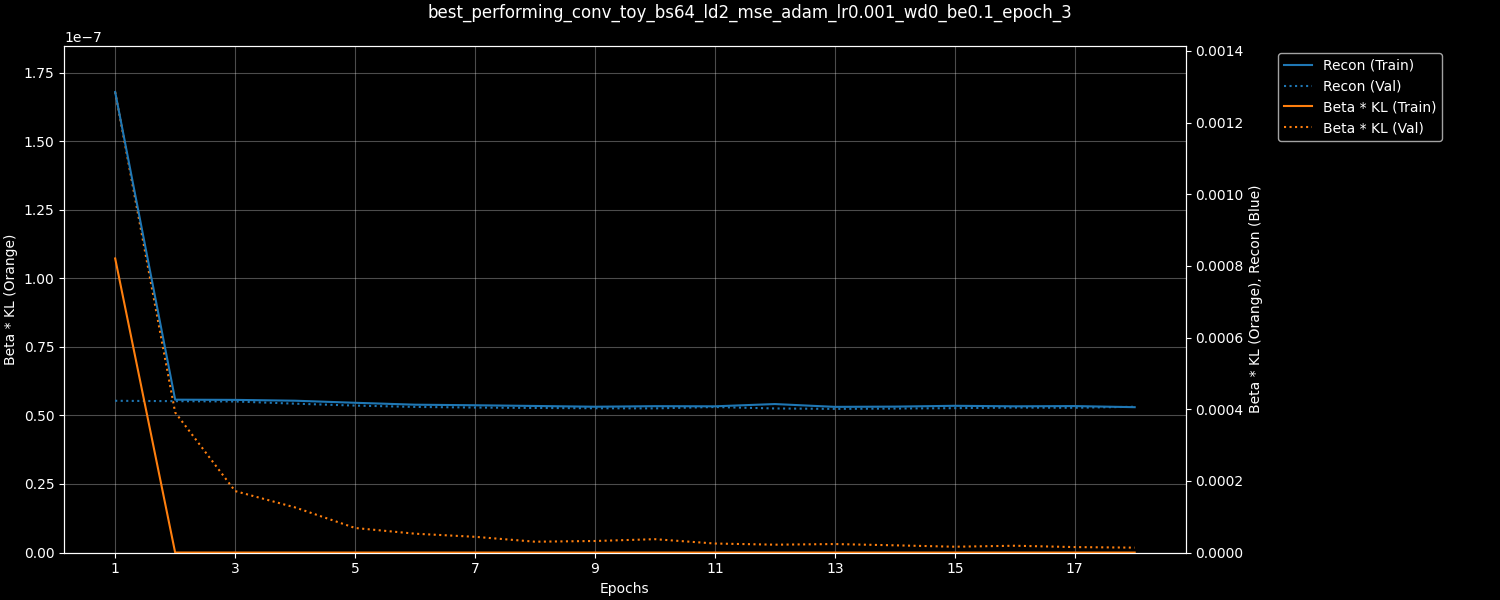 best_performing_conv_toy_bs64_ld2_mse_adam_lr0.001_wd0_be0.1_epoch_3
1e−7
1.75
1.50
1.25
1.00
0.75
0.50
0.25
0.00
Beta * KL (Orange)
1
3
5
7
9
11
13
15
17
Epochs
0.0014
0.0012
0.0010
0.0008
0.0006
0.0004
0.0002
0.0000
Beta * KL (Orange), Recon (Blue)
Recon (Train)
Recon (Val)
Beta * KL (Train)
Beta * KL (Val)